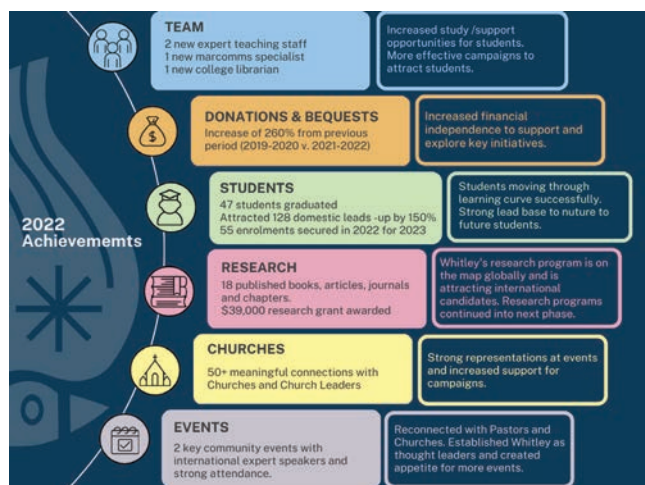 2022
Achievememts
TEAM
2 new expert teaching staff
1 new marcomms specialist
1 new college librarian
Increased study /support
opportunities for students.
More effective campaigns to
attract students.
DONATIONS & BEQUESTS
Increase of 260% from previous
period (2019-2020 v. 2021-2022)
Increased financial
independence to support and
explore key initiatives.
STUDENTS
47 students graduated
Attracted 128 domestic leads -up by 150%
55 enrolments secured in 2022 for 2023
Students moving through
learning curve successfully.
Strong lead base to nuture to
future students.
RESEARCH
18 published books, articles, journals
and chapters.
$39,000 research grant awarded
Whitley's research program is on
the map globally and is
attracting international
candidates. Research programs
continued into next phase.
CHURCHES
50+ meaningful connections with
Churches and Church Leaders
Strong representations at events
and increased support for
campaigns.
EVENTS
2 key community events with
international expert speakers and
strong attendance.
Reconnected with Pastors and
Churches. Established Whitley as
thought leaders and created
appetite for more events.